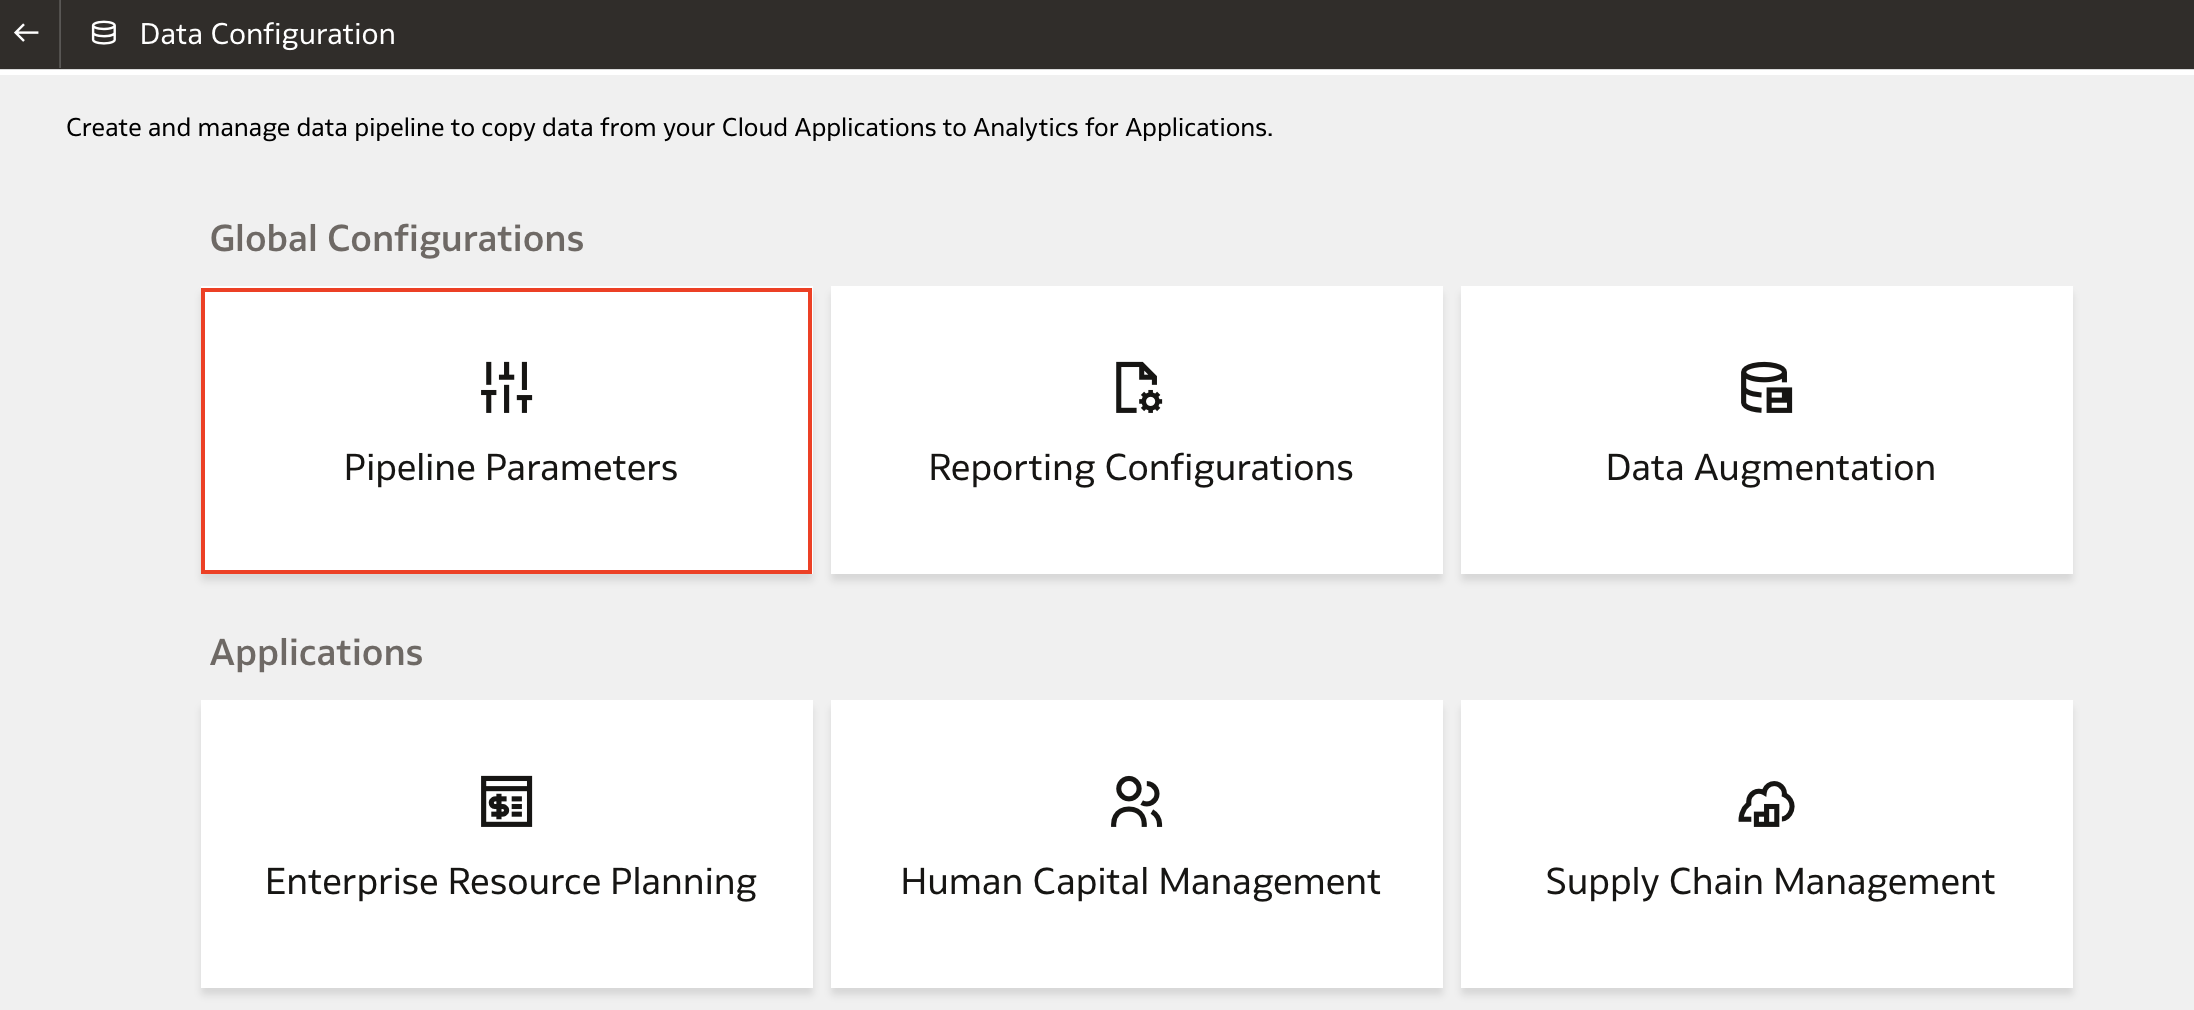 Data Configuration
Create and manage data pipeline to copy data from your Cloud Applications to Analytics for Applications.
Global Configurations
Pipeline Parameters
Reporting Configurations
Data Augmentation
Applications
Enterprise Resource Planning
Human Capital Management
Supply Chain Management